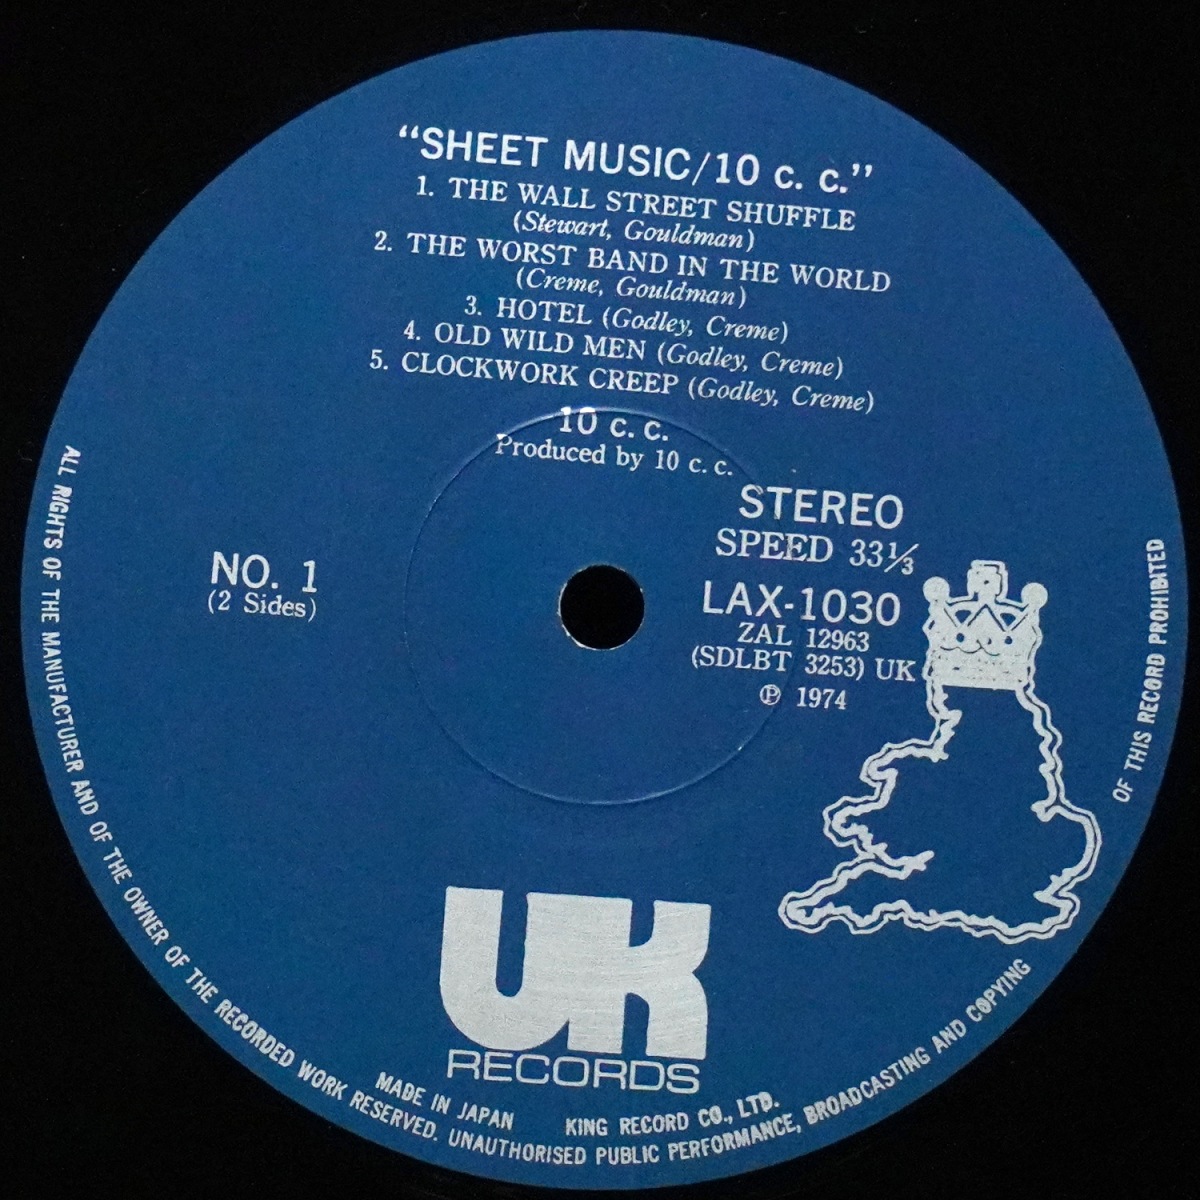 “SHEET MUSIC/10 c. c.”
1. THE WALL STREET SHUFFLE
(Stewart, Gouldman)
2. THE WORST BAND IN THE WORLD
(Creme, Gouldman)
3. HOTEL (Godley, Creme)
4. OLD WILD MEN (Godley, Creme)
5. CLOCKWORK CREEP (Godley, Creme)
10 c. c.
Produced by 10 c. c.
STEREO
SPEED 33⅓
NO. 1
(2 Sides)
LAX-1030
ZAL 12963
(SDLBT 3253) UK
℗ 1974
UK
RECORDS
MADE IN JAPAN KING RECORD CO., LTD.
ALL RIGHTS OF THE MANUFACTURER AND OF THE OWNER OF THE RECORDED WORK RESERVED. UNAUTHORISED PUBLIC PERFORMANCE, BROADCASTING AND COPYING OF THIS RECORD PROHIBITED